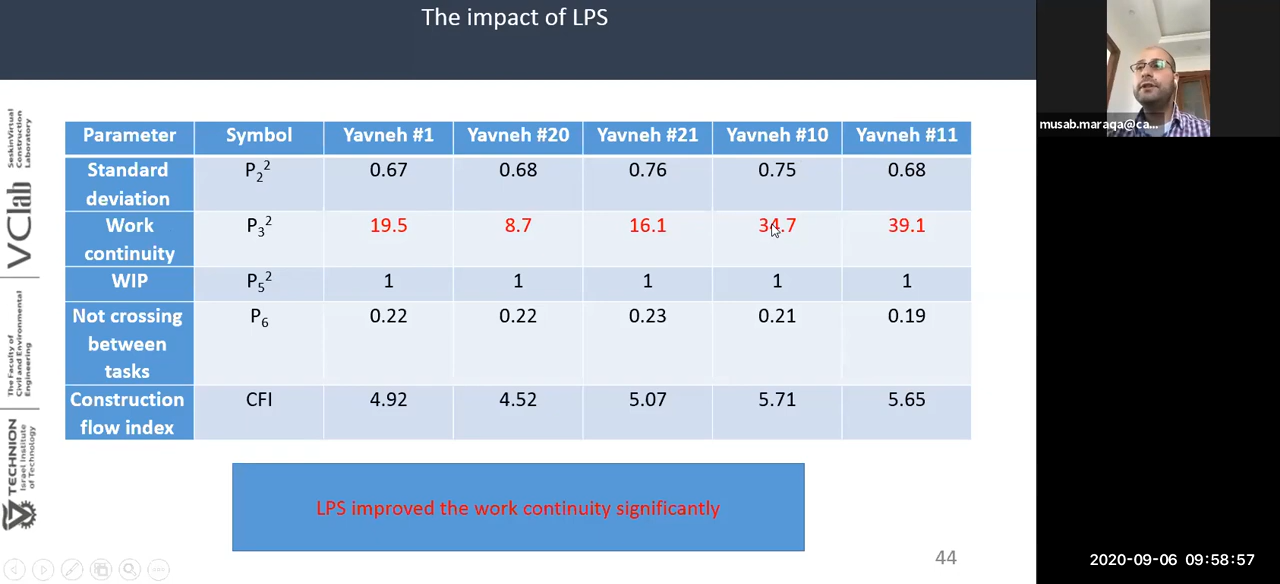 The impact of LPS
musab.maraqa@ca...
Parameter Symbol Yavneh #1 Yavneh #20 Yavneh #21 Yavneh #10 Yavneh #11
Standard deviation P₂² 0.67 0.68 0.76 0.75 0.68
Work continuity P₃² 19.5 8.7 16.1 34.7 39.1
WIP P₅² 1 1 1 1 1
Not crossing between tasks P₆ 0.22 0.22 0.23 0.21 0.19
Construction flow index CFI 4.92 4.52 5.07 5.71 5.65
LPS improved the work continuity significantly
44
2020-09-06 09:58:57
VClab
SeskinVirtual
Construction
Laboratory
The Faculty of
Civil and Environmental
Engineering
TECHNION
Israel Institute
of Technology